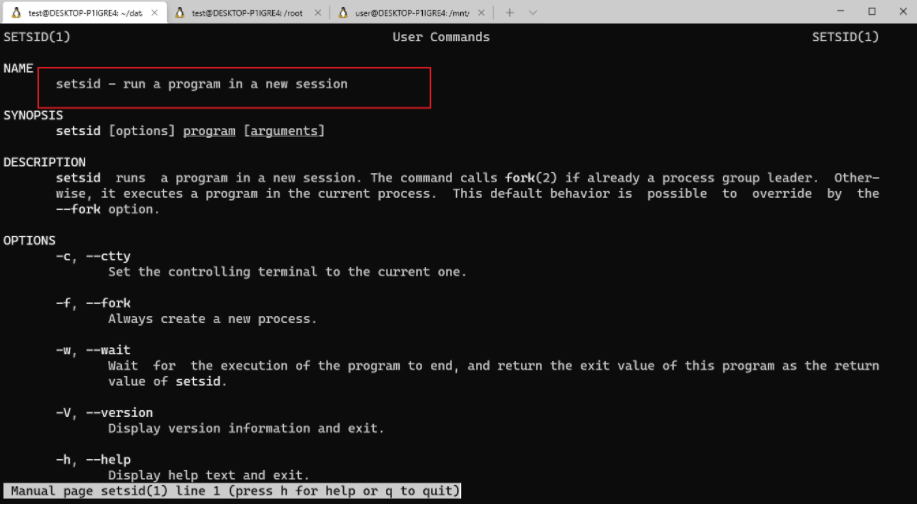 test@DESKTOP-P1IGRE4: ~/dat. × test@DESKTOP-P1IGRE4: /root × user@DESKTOP-P1IGRE4: /mnt/ × + ∨ − □ ×
SETSID(1) User Commands SETSID(1)
NAME
setsid - run a program in a new session
SYNOPSIS
setsid [options] program [arguments]
DESCRIPTION
setsid runs a program in a new session. The command calls fork(2) if already a process group leader. Other-
wise, it executes a program in the current process. This default behavior is possible to override by the
--fork option.
OPTIONS
-c, --ctty
Set the controlling terminal to the current one.
-f, --fork
Always create a new process.
-w, --wait
Wait for the execution of the program to end, and return the exit value of this program as the return
value of setsid.
-V, --version
Display version information and exit.
-h, --help
Display help text and exit.
Manual page setsid(1) line 1 (press h for help or q to quit)